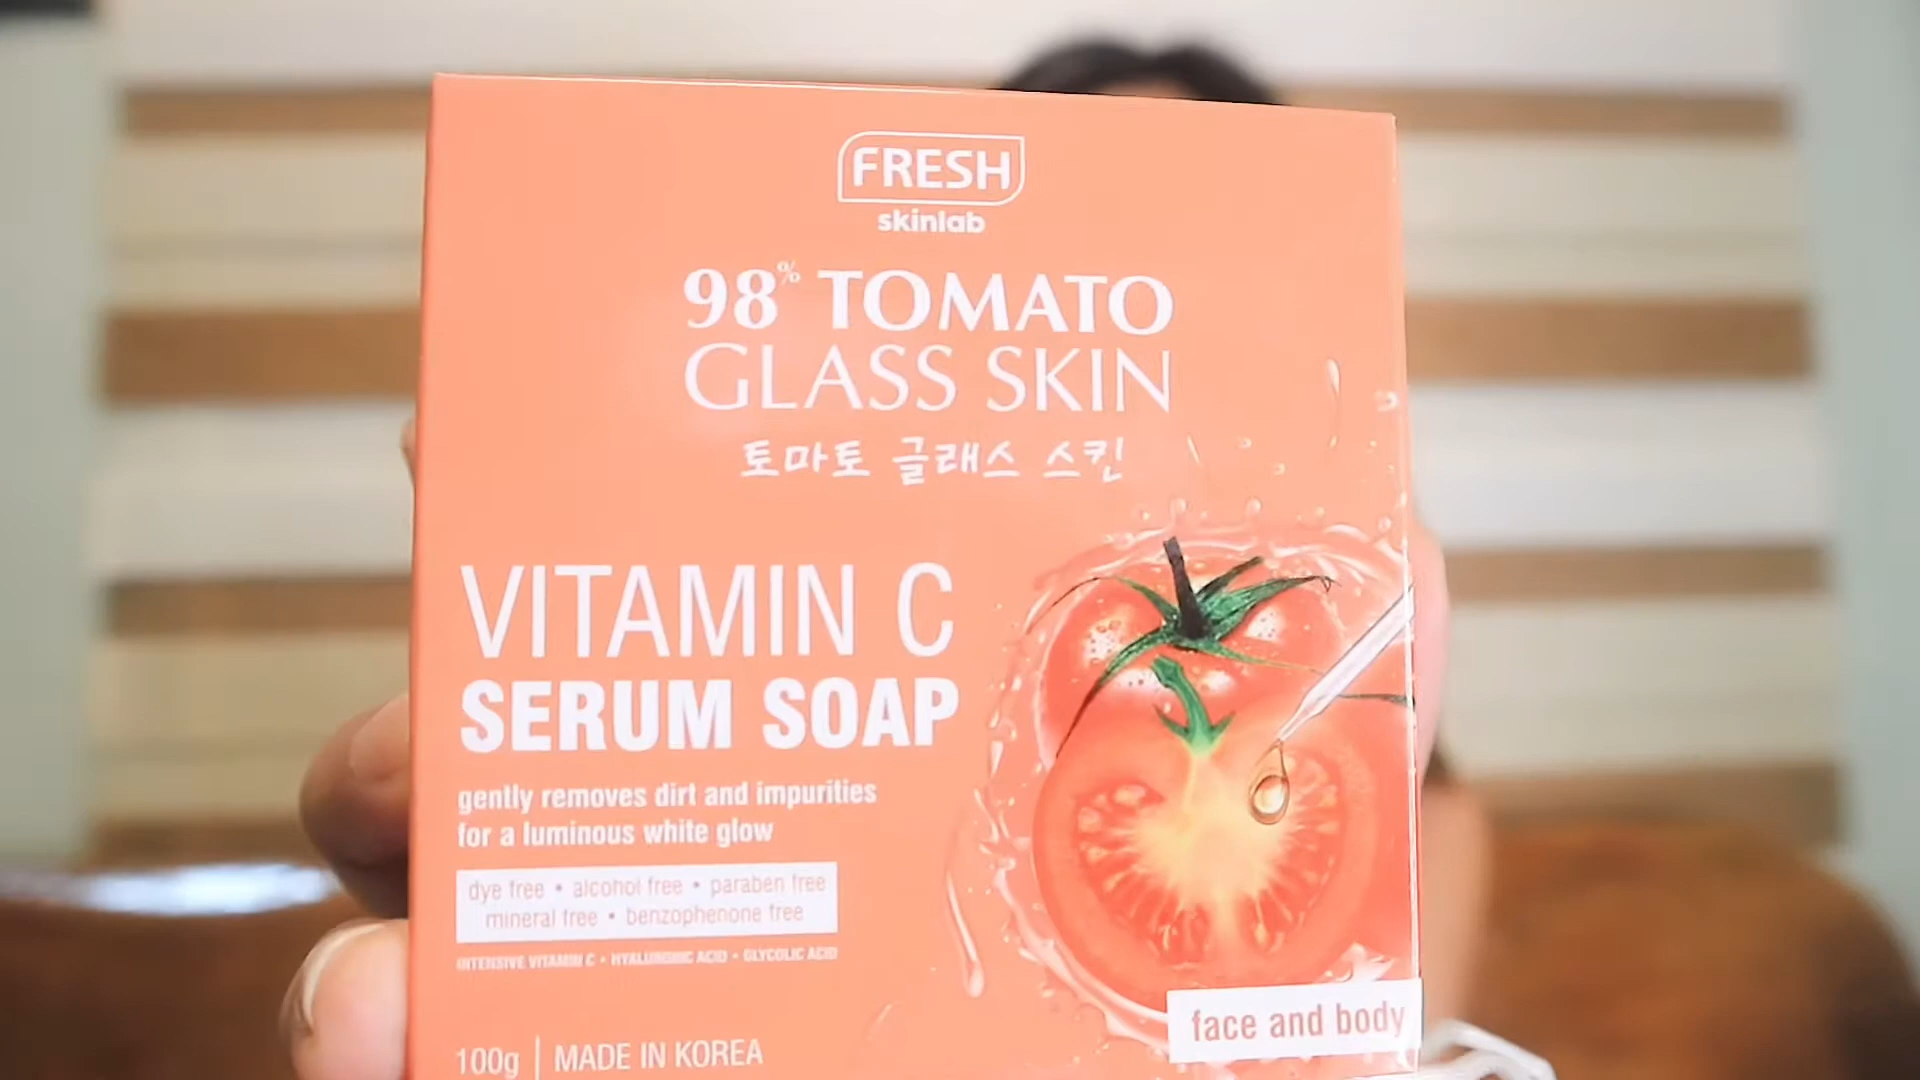 FRESH
skinlab
98% TOMATO
GLASS SKIN
토마토 글래스 스킨
VITAMIN C
SERUM SOAP
gently removes dirt and impurities
for a luminous white glow
dye free • alcohol free • paraben free
mineral free • benzophenone free
INTENSIVE VITAMIN C • HYALURONIC ACID • GLYCOLIC ACID
face and body
100g | MADE IN KOREA